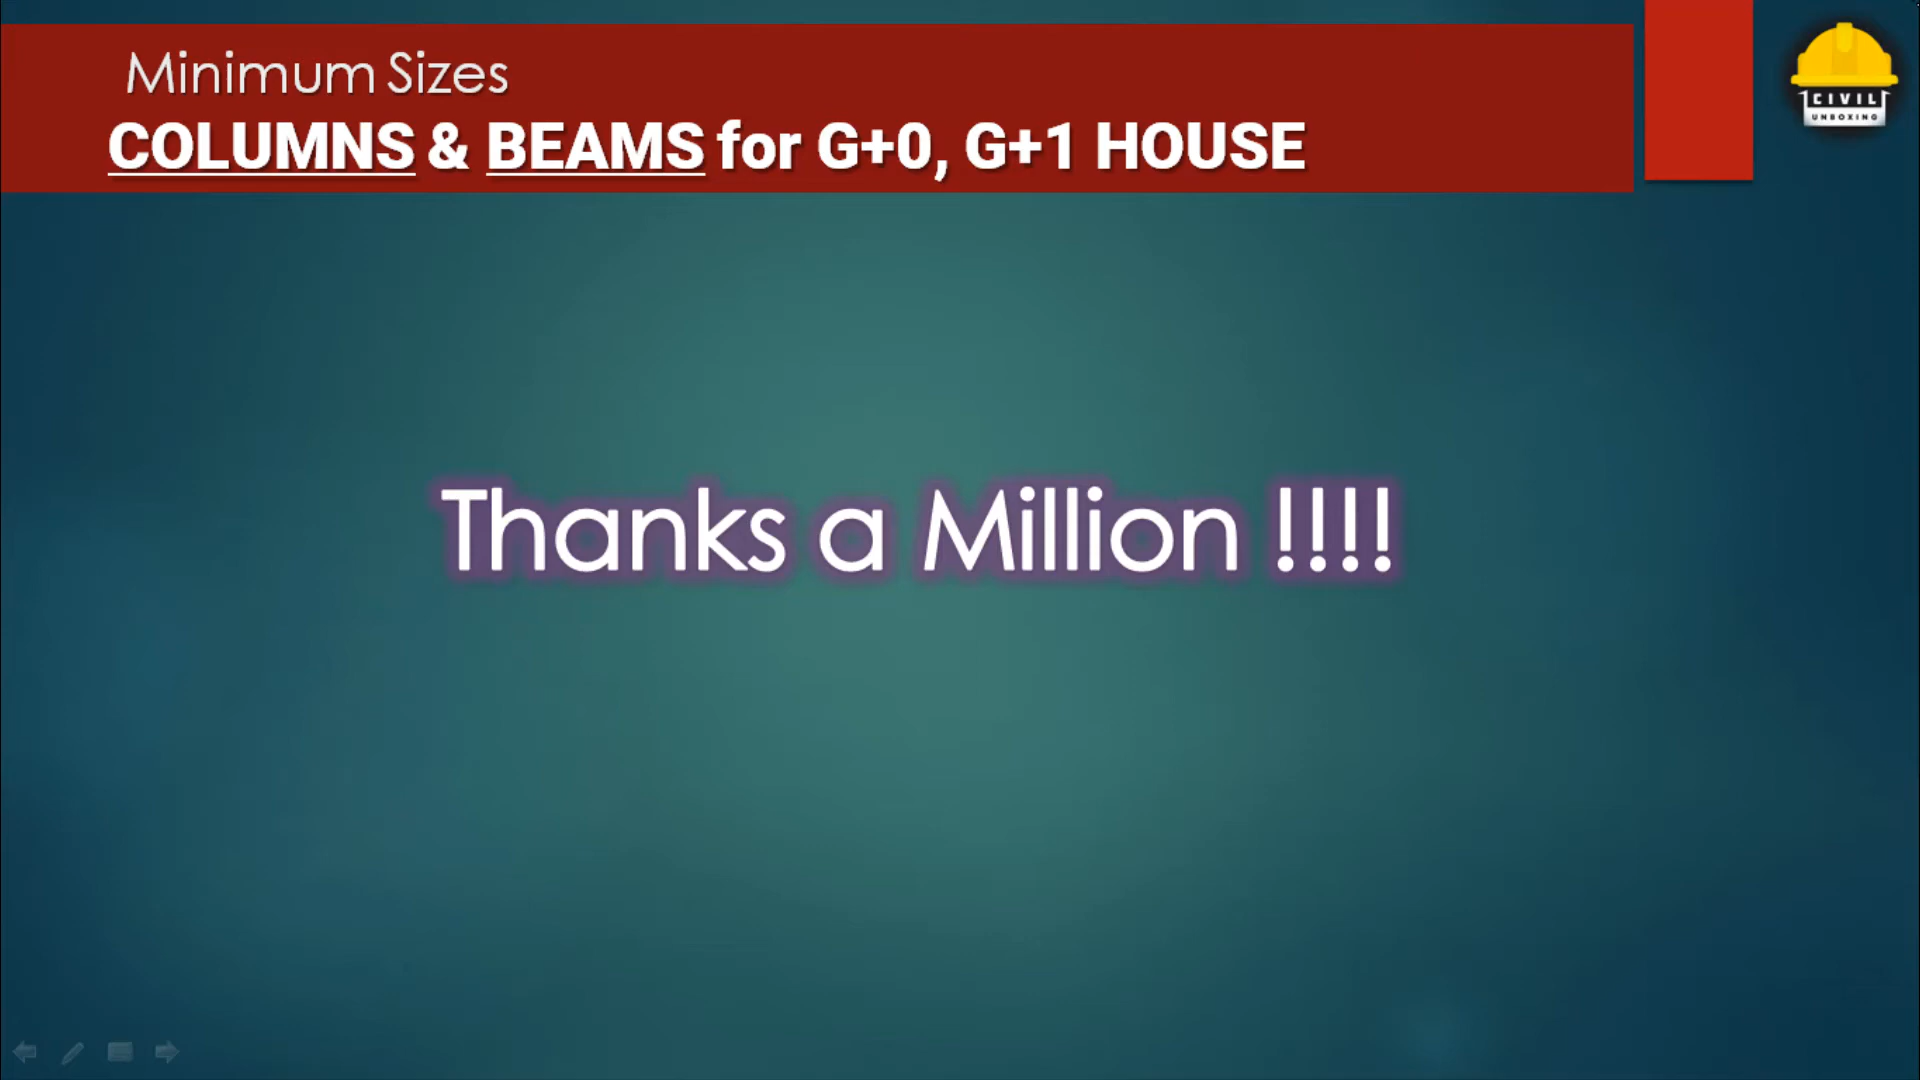 Minimum Sizes
COLUMNS & BEAMS for G+0, G+1 HOUSE
CIVIL
UNBOXING
Thanks a Million !!!!